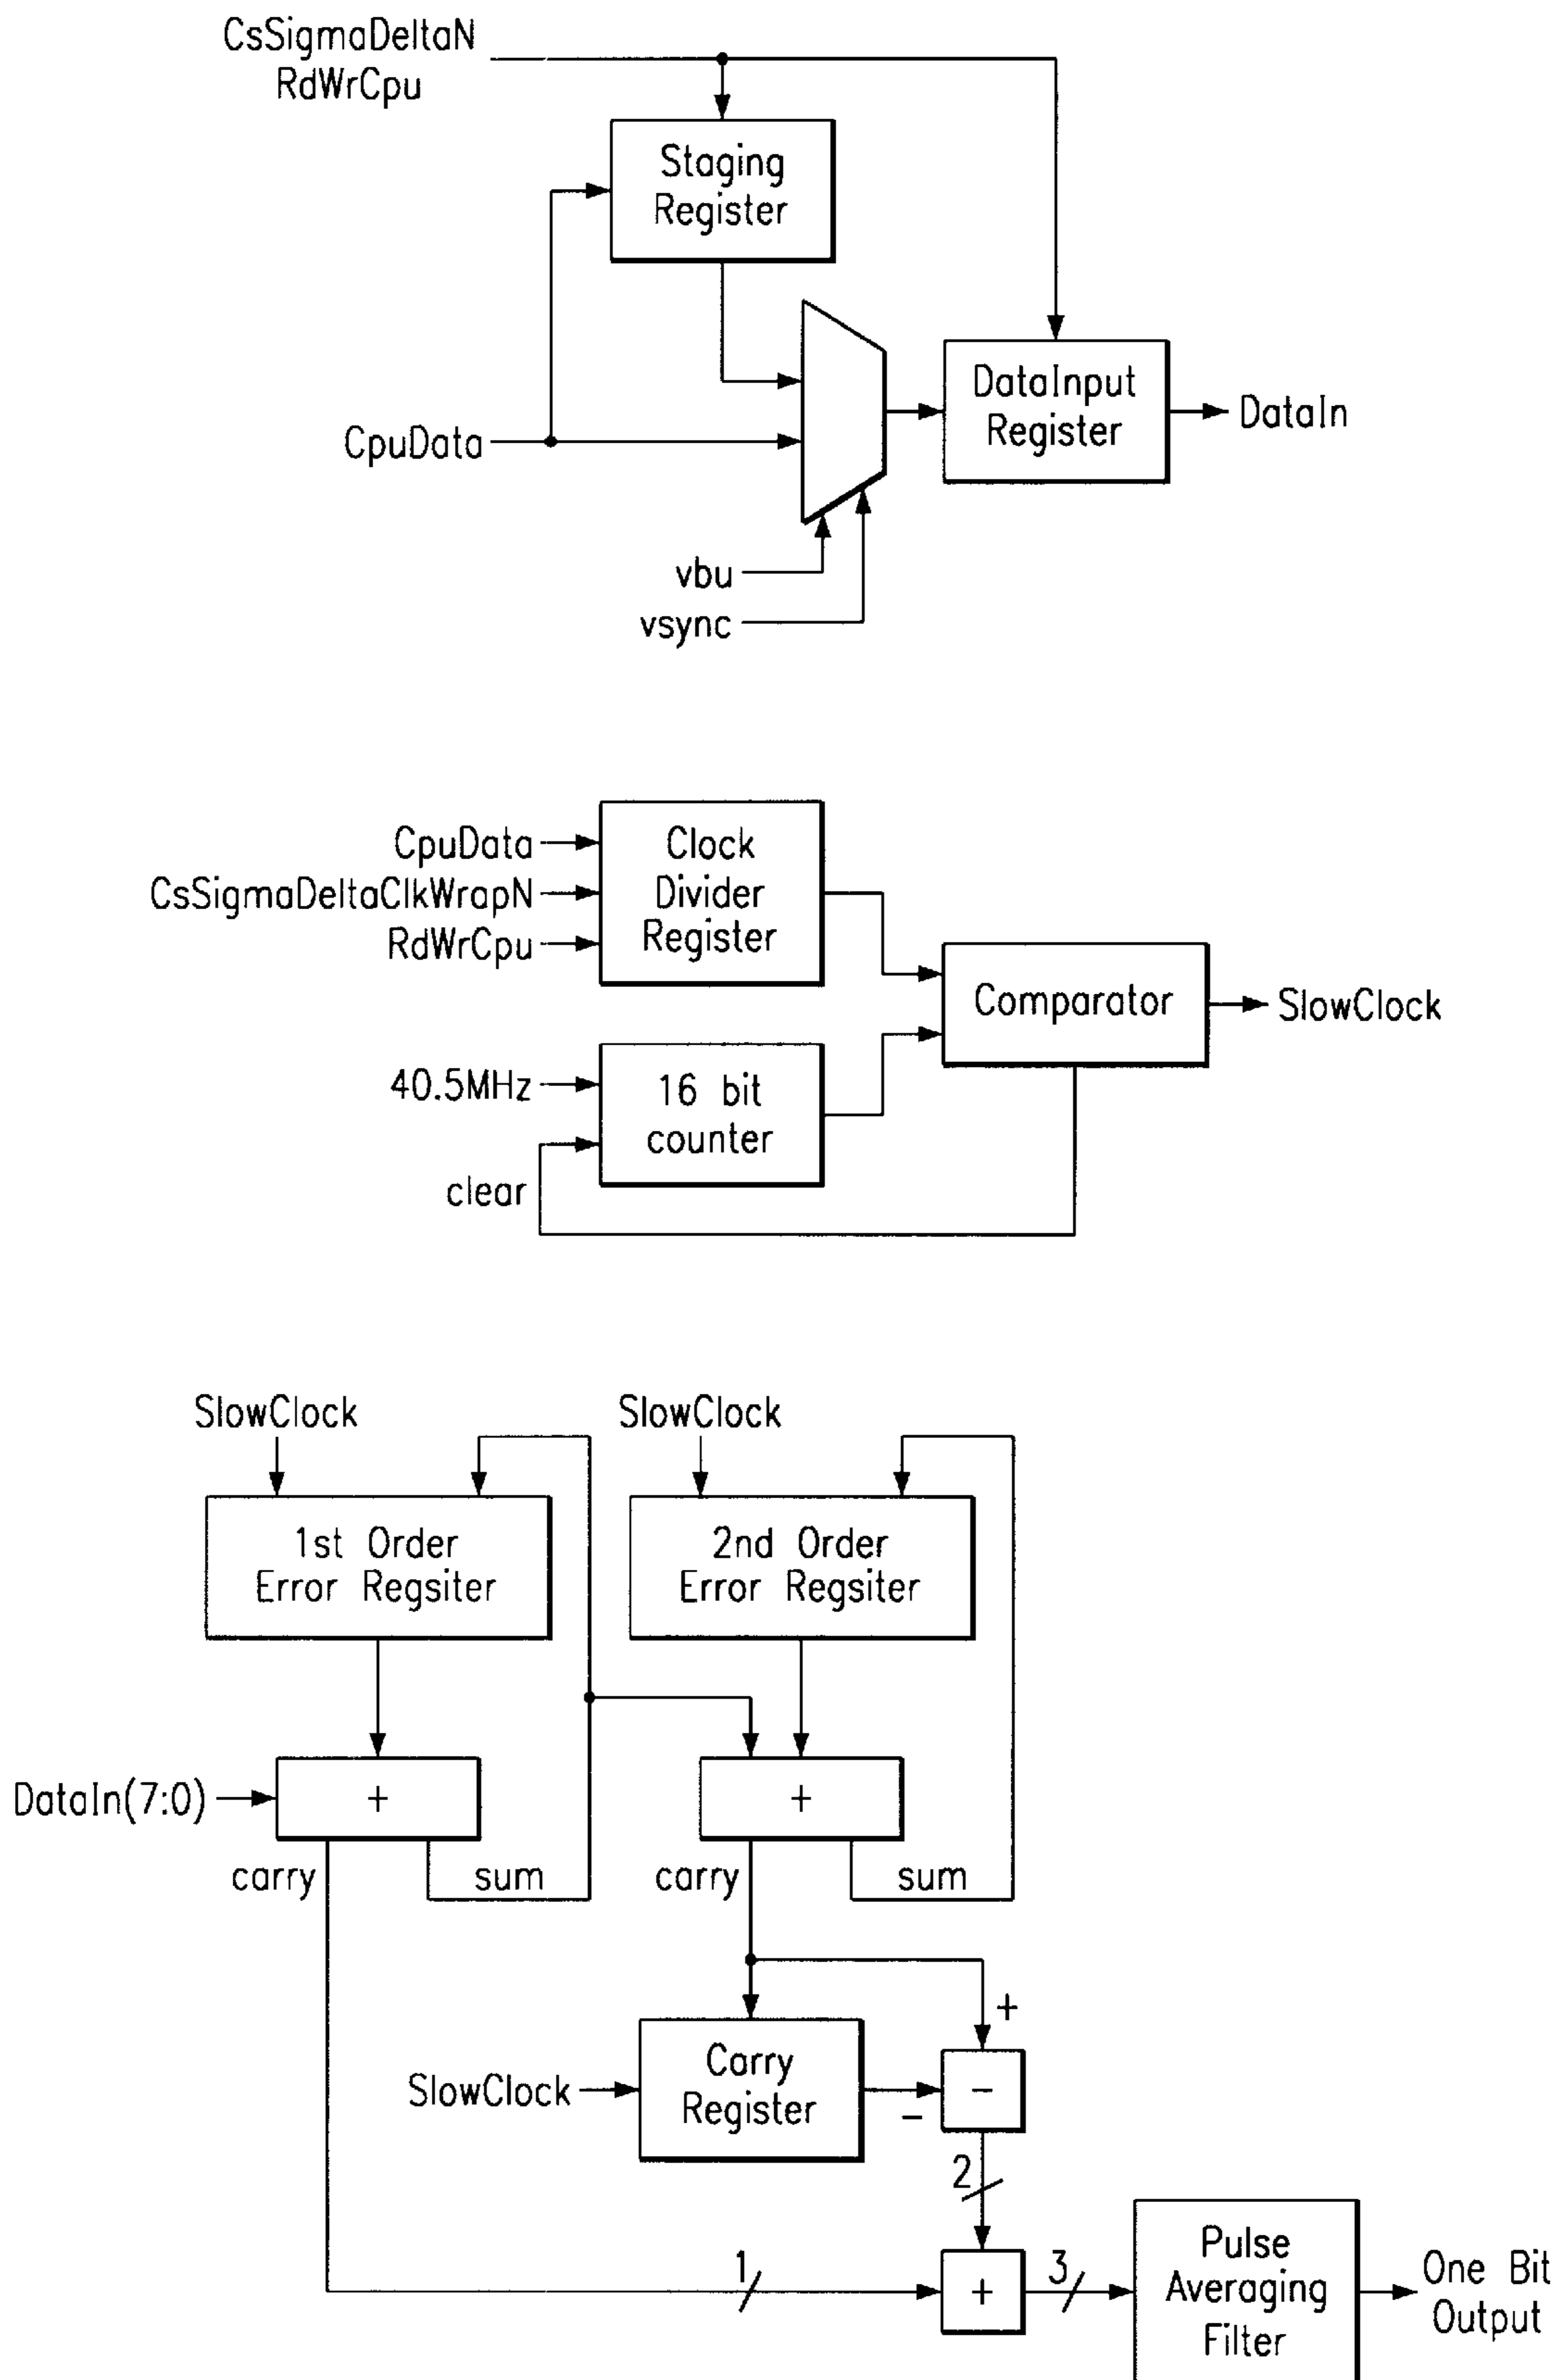 CsSigmaDeltaN
RdWrCpu
Staging
Register
DataInput
Register
DataIn
CpuData
vbu
vsync
CpuData
CsSigmaDeltaClkWrapN
RdWrCpu
Clock
Divider
Register
Comparator
SlowClock
40.5MHz
16 bit
counter
clear
SlowClock
SlowClock
1st Order
Error Regsiter
2nd Order
Error Regsiter
DataIn(7:0)
+
+
carry
sum
carry
sum
+
SlowClock
Carry
Register
-
-
2
1
+
3
Pulse
Averaging
Filter
One Bit
Output